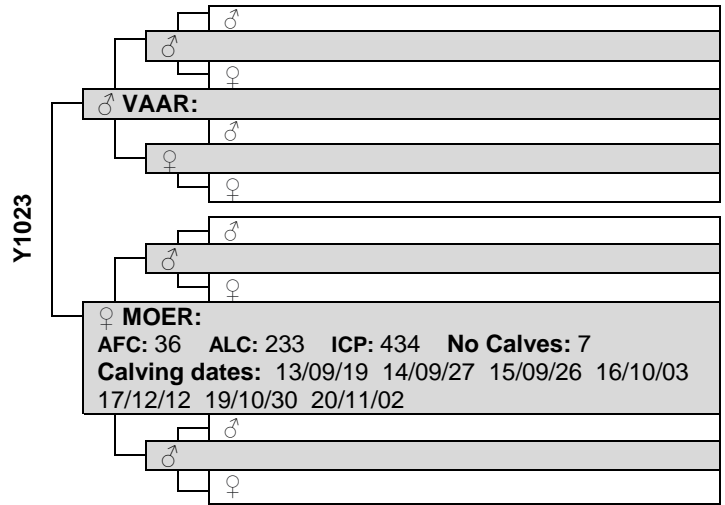 ♂
♂
♀
♂ VAAR:
♂
♀
♀
Y1023
♂
♂
♀
♀ MOER:
AFC: 36 ALC: 233 ICP: 434 No Calves: 7
Calving dates: 13/09/19 14/09/27 15/09/26 16/10/03
17/12/12 19/10/30 20/11/02
♂
♂
♀